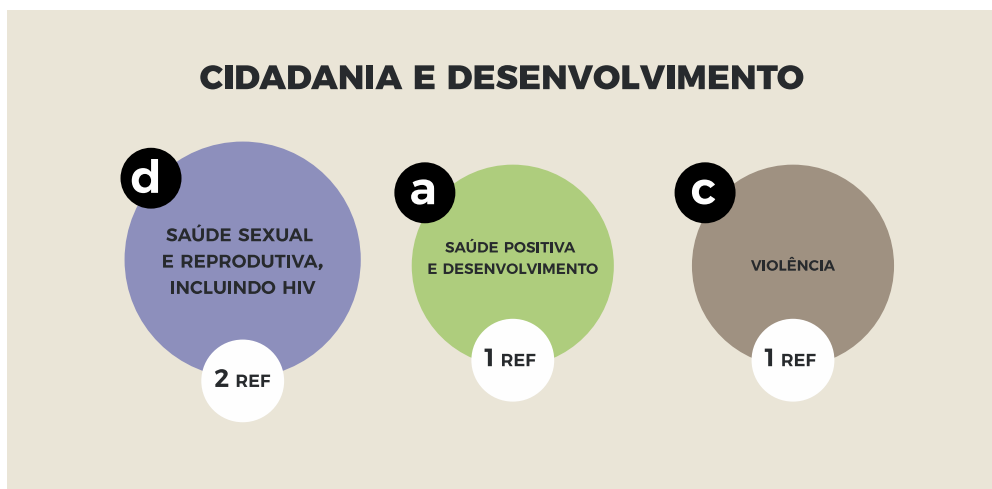 CIDADANIA E DESENVOLVIMENTO
d
SAÚDE SEXUAL
E REPRODUTIVA,
INCLUINDO HIV
2 REF
a
SAÚDE POSITIVA
E DESENVOLVIMENTO
1 REF
c
VIOLÊNCIA
1 REF